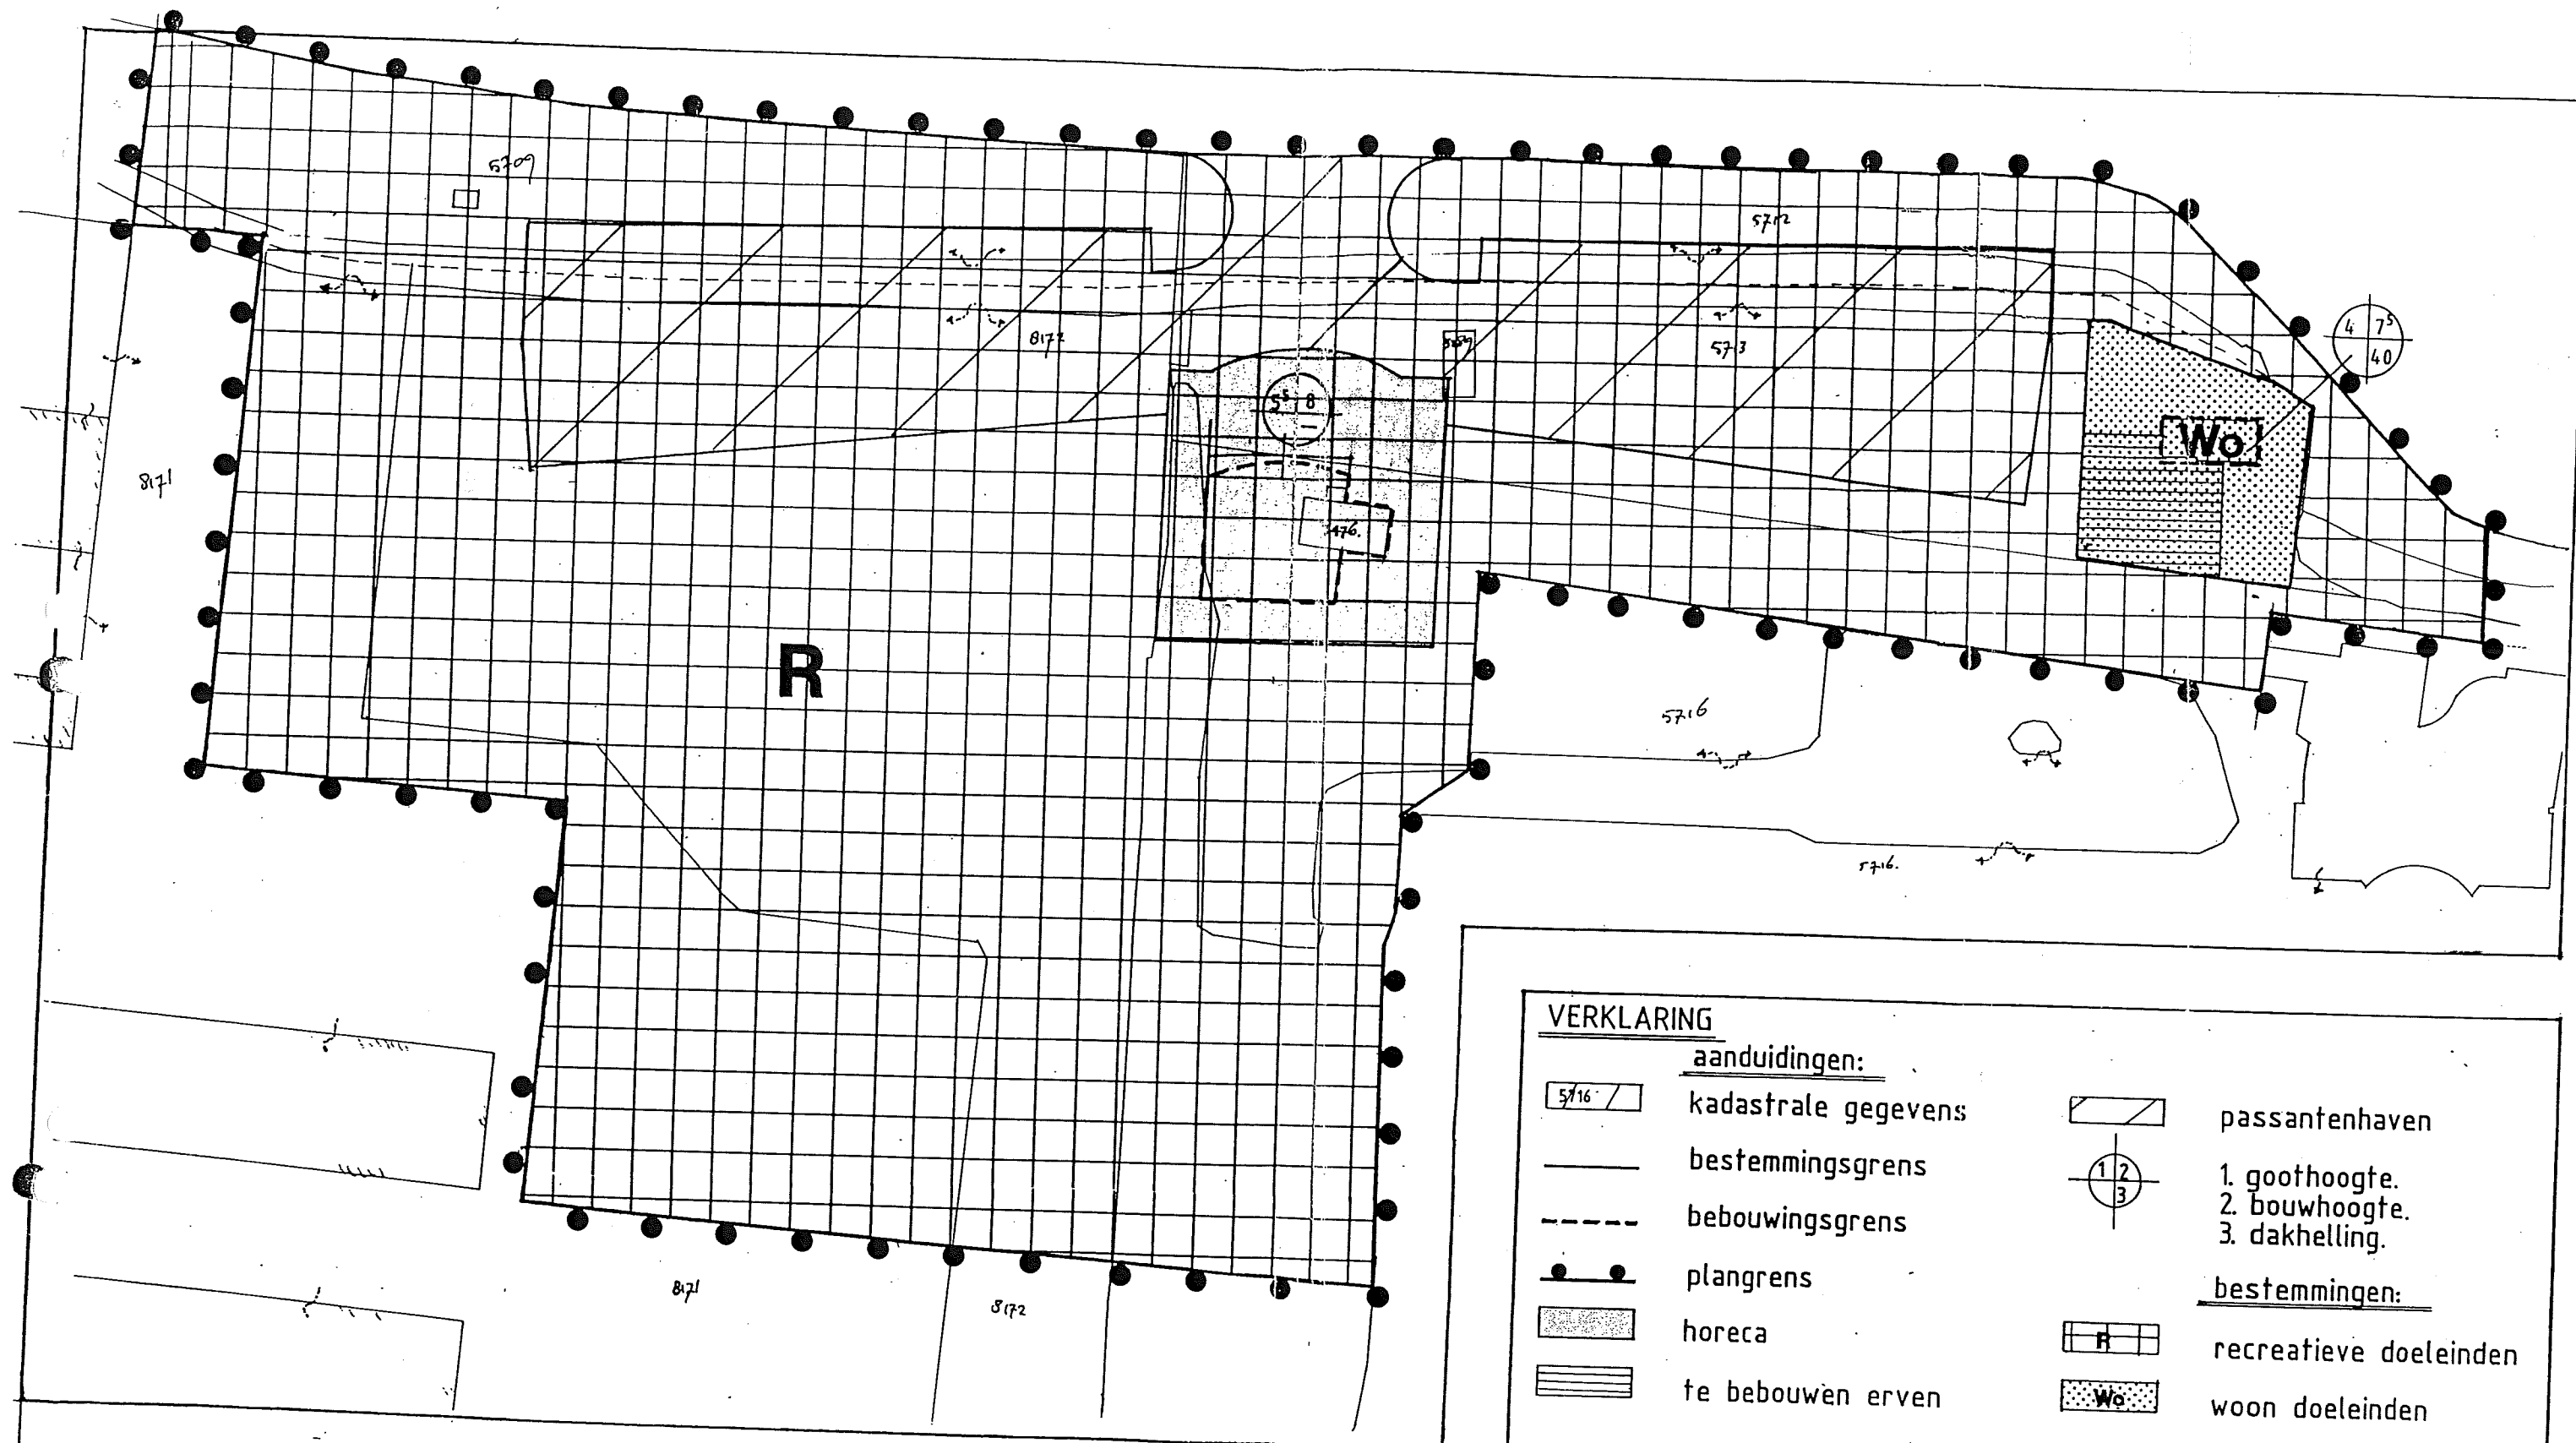 5709
5712
4 7⁵
40
8172
5713
5⁵ 8
–
Wo
8171
476.
R
5716
5716.
8171
8172
VERKLARING
aanduidingen:
5716
kadastrale gegevens
bestemmingsgrens
bebouwingsgrens
plangrens
horeca
te bebouwen erven
passantenhaven
1 2
3
1. goothoogte.
2. bouwhoogte.
3. dakhelling.
bestemmingen:
R
recreatieve doeleinden
Wo
woon doeleinden